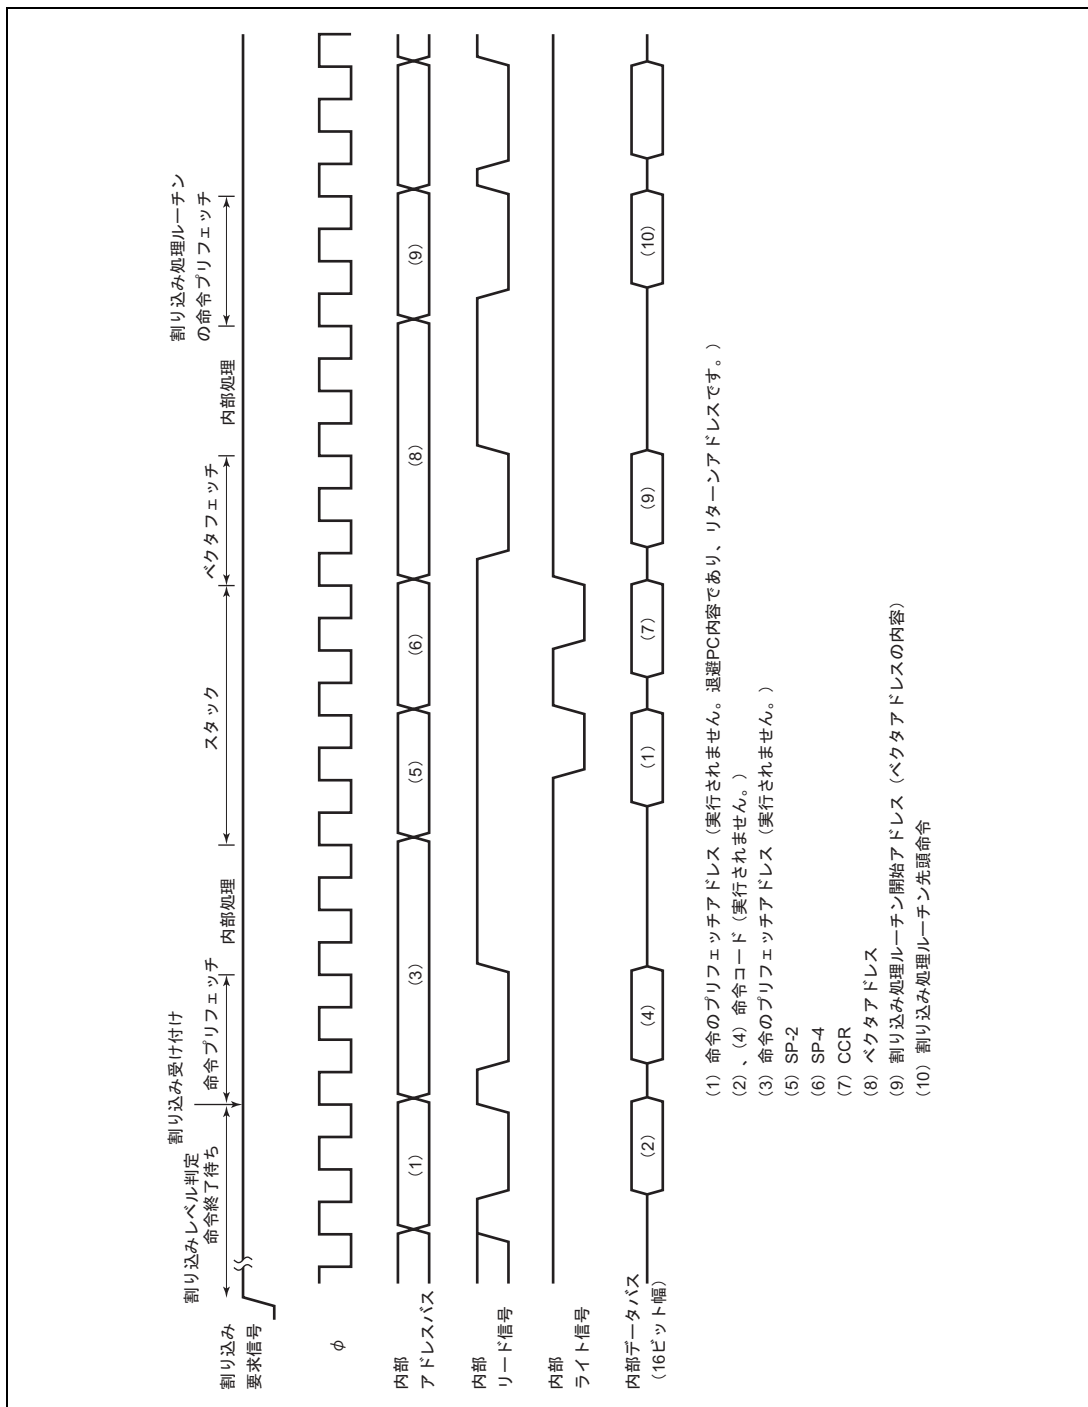 割り込みレベル判定
命令終了待ち
割り込み受け付け
命令プリフェッチ
内部処理
スタック
ベクタフェッチ
内部処理
割り込み処理ルーチン
の命令プリフェッチ
割り込み
要求信号
φ
内部
アドレスバス
(1)
(3)
(5)
(6)
(8)
(9)
内部
リード信号
内部
ライト信号
内部データバス
(16ビット幅)
(2)
(4)
(1)
(7)
(9)
(10)
(1) 命令のプリフェッチアドレス（実行されません。退避PC内容であり、リターンアドレスです。）
(2) 、(4) 命令コード（実行されません。）
(3) 命令のプリフェッチアドレス（実行されません。）
(5) SP-2
(6) SP-4
(7) CCR
(8) ベクタアドレス
(9) 割り込み処理ルーチン開始アドレス（ベクタアドレスの内容）
(10) 割り込み処理ルーチン先頭命令